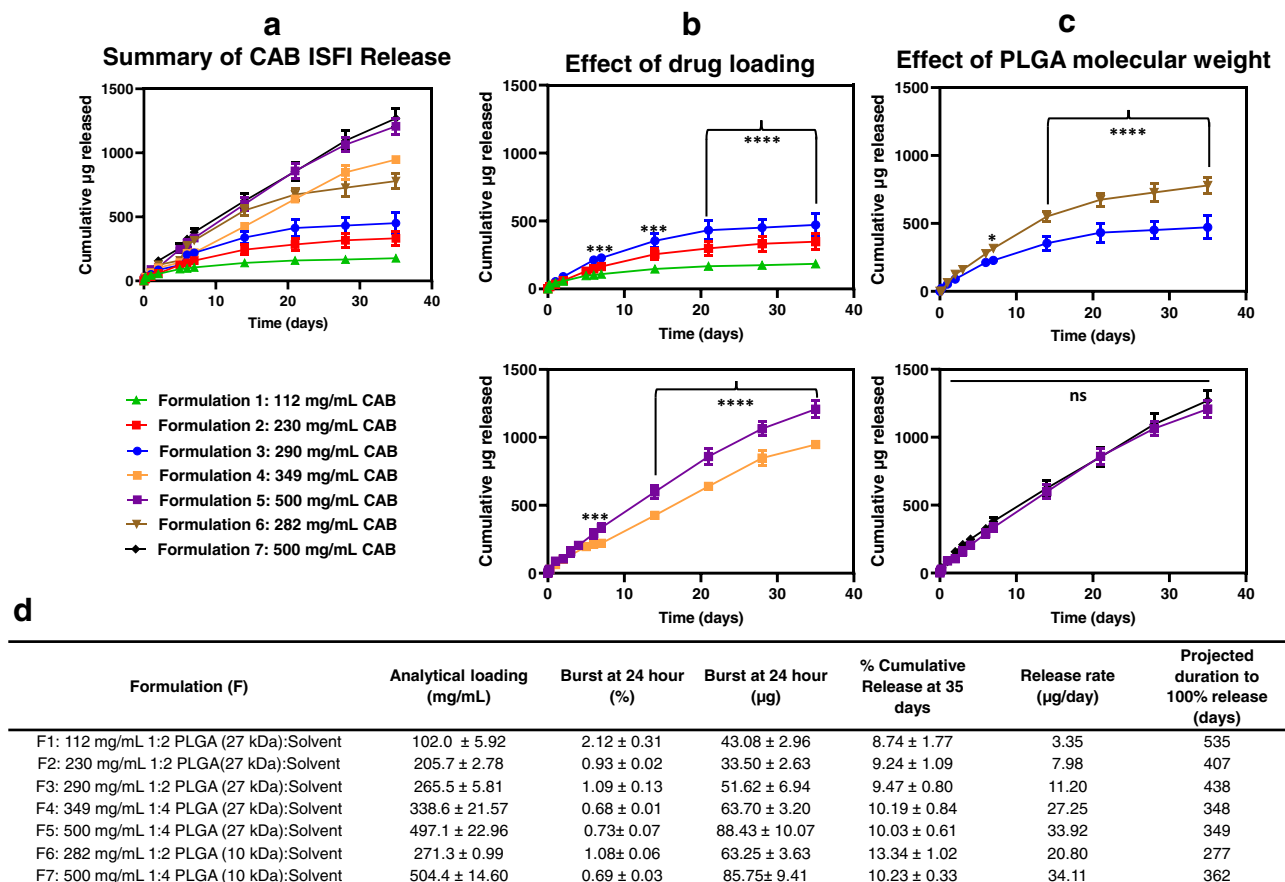 a
Summary of CAB ISFI Release
1500
1000
500
0
Cumulative µg released
0 10 20 30 40
Time (days)
b
Effect of drug loading
1500
1000
500
0
Cumulative µg released
***
***
****
0 10 20 30 40
Time (days)
c
Effect of PLGA molecular weight
1500
1000
500
0
Cumulative µg released
*
****
0 10 20 30 40
Time (days)
Formulation 1: 112 mg/mL CAB
Formulation 2: 230 mg/mL CAB
Formulation 3: 290 mg/mL CAB
Formulation 4: 349 mg/mL CAB
Formulation 5: 500 mg/mL CAB
Formulation 6: 282 mg/mL CAB
Formulation 7: 500 mg/mL CAB
1500
1000
500
0
Cumulative µg released
***
****
0 10 20 30 40
Time (days)
1500
1000
500
0
Cumulative µg released
ns
0 10 20 30 40
Time (days)
d
Formulation (F)
Analytical loading
(mg/mL)
Burst at 24 hour
(%)
Burst at 24 hour
(µg)
% Cumulative
Release at 35
days
Release rate
(µg/day)
Projected
duration to
100% release
(days)
F1: 112 mg/mL 1:2 PLGA (27 kDa):Solvent 102.0 ± 5.92 2.12 ± 0.31 43.08 ± 2.96 8.74 ± 1.77 3.35 535
F2: 230 mg/mL 1:2 PLGA(27 kDa):Solvent 205.7 ± 2.78 0.93 ± 0.02 33.50 ± 2.63 9.24 ± 1.09 7.98 407
F3: 290 mg/mL 1:2 PLGA (27 kDa):Solvent 265.5 ± 5.81 1.09 ± 0.13 51.62 ± 6.94 9.47 ± 0.80 11.20 438
F4: 349 mg/mL 1:4 PLGA (27 kDa):Solvent 338.6 ± 21.57 0.68 ± 0.01 63.70 ± 3.20 10.19 ± 0.84 27.25 348
F5: 500 mg/mL 1:4 PLGA (27 kDa):Solvent 497.1 ± 22.96 0.73± 0.07 88.43 ± 10.07 10.03 ± 0.61 33.92 349
F6: 282 mg/mL 1:2 PLGA (10 kDa):Solvent 271.3 ± 0.99 1.08± 0.06 63.25 ± 3.63 13.34 ± 1.02 20.80 277
F7: 500 mg/mL 1:4 PLGA (10 kDa):Solvent 504.4 ± 14.60 0.69 ± 0.03 85.75± 9.41 10.23 ± 0.33 34.11 362